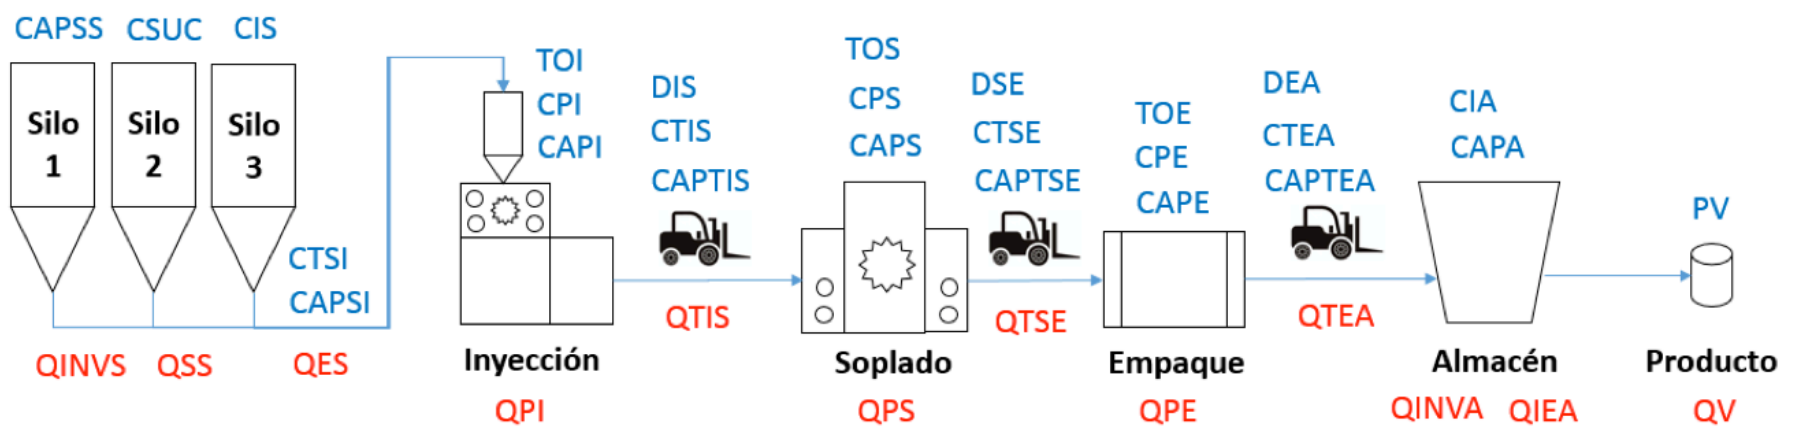 CAPSS CSUC CIS
Silo 1
Silo 2
Silo 3
CTSI
CAPSI
QINVS QSS QES
TOI
CPI
CAPI
Inyección
QPI
DIS
CTIS
CAPTIS
QTIS
TOS
CPS
CAPS
Soplado
QPS
DSE
CTSE
CAPTSE
QTSE
TOE
CPE
CAPE
Empaque
QPE
DEA
CTEA
CAPTEA
QTEA
CIA
CAPA
Almacén
QINVA QIEA
PV
Producto
QV